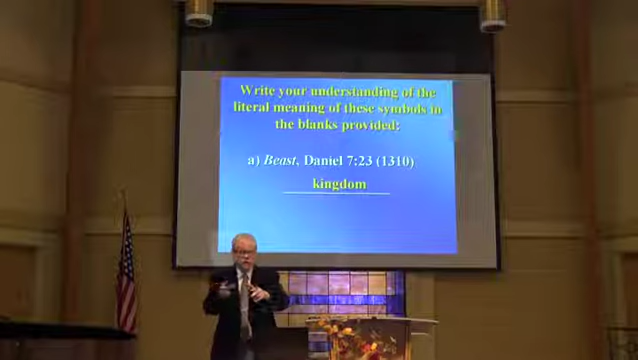 Write your understanding of the
literal meaning of these symbols in
the blanks provided:
a) Beast, Daniel 7:23 (1310)
kingdom